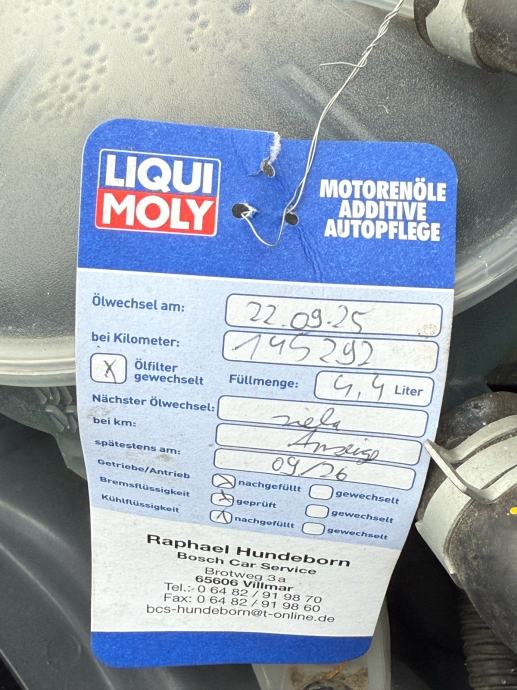 LIQUI
MOLY
MOTORENÖLE
ADDITIVE
AUTOPFLEGE
Ölwechsel am: 22.09.25
bei Kilometer: 145292
X Ölfilter
gewechselt
Füllmenge: 4,4 Liter
Nächster Ölwechsel:
bei km: Anzeige
spätestens am: 09/26
Getriebe/Antrieb X nachgefüllt gewechselt
Bremsflüssigkeit X geprüft gewechselt
Kühlflüssigkeit nachgefüllt gewechselt
Raphael Hundeborn
Bosch Car Service
Brotweg 3a
65606 Villmar
Tel.: 0 64 82 / 91 98 70
Fax: 0 64 82 / 91 98 60
bcs-hundeborn@t-online.de